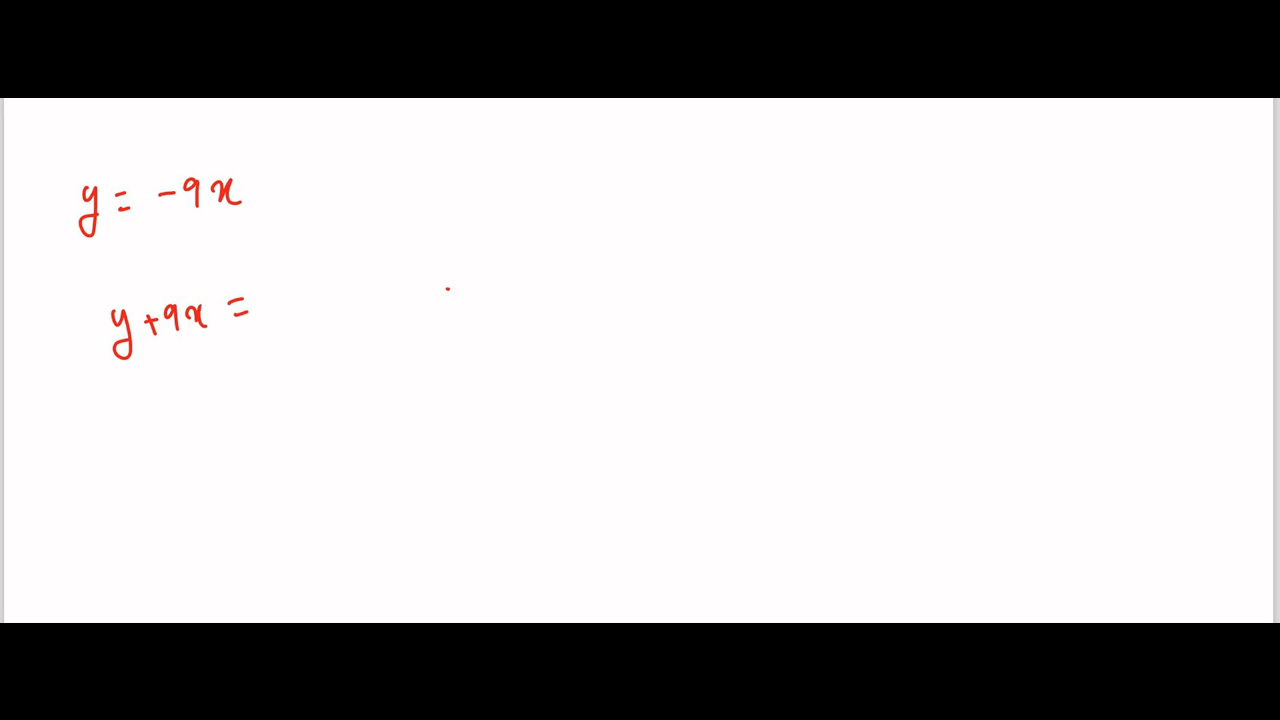 y = -9x
y+9x =